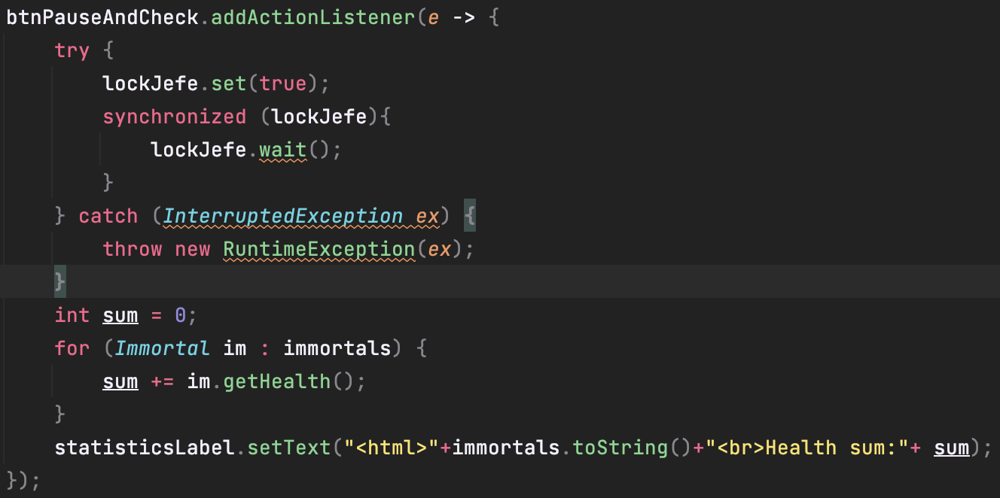 btnPauseAndCheck.addActionListener(e -> {
    try {
        lockJefe.set(true);
        synchronized (lockJefe){
            lockJefe.wait();
        }
    } catch (InterruptedException ex) {
        throw new RuntimeException(ex);
    }
    int sum = 0;
    for (Immortal im : immortals) {
        sum += im.getHealth();
    }
    statisticsLabel.setText("<html>"+immortals.toString()+"<br>Health sum:"+ sum);
});